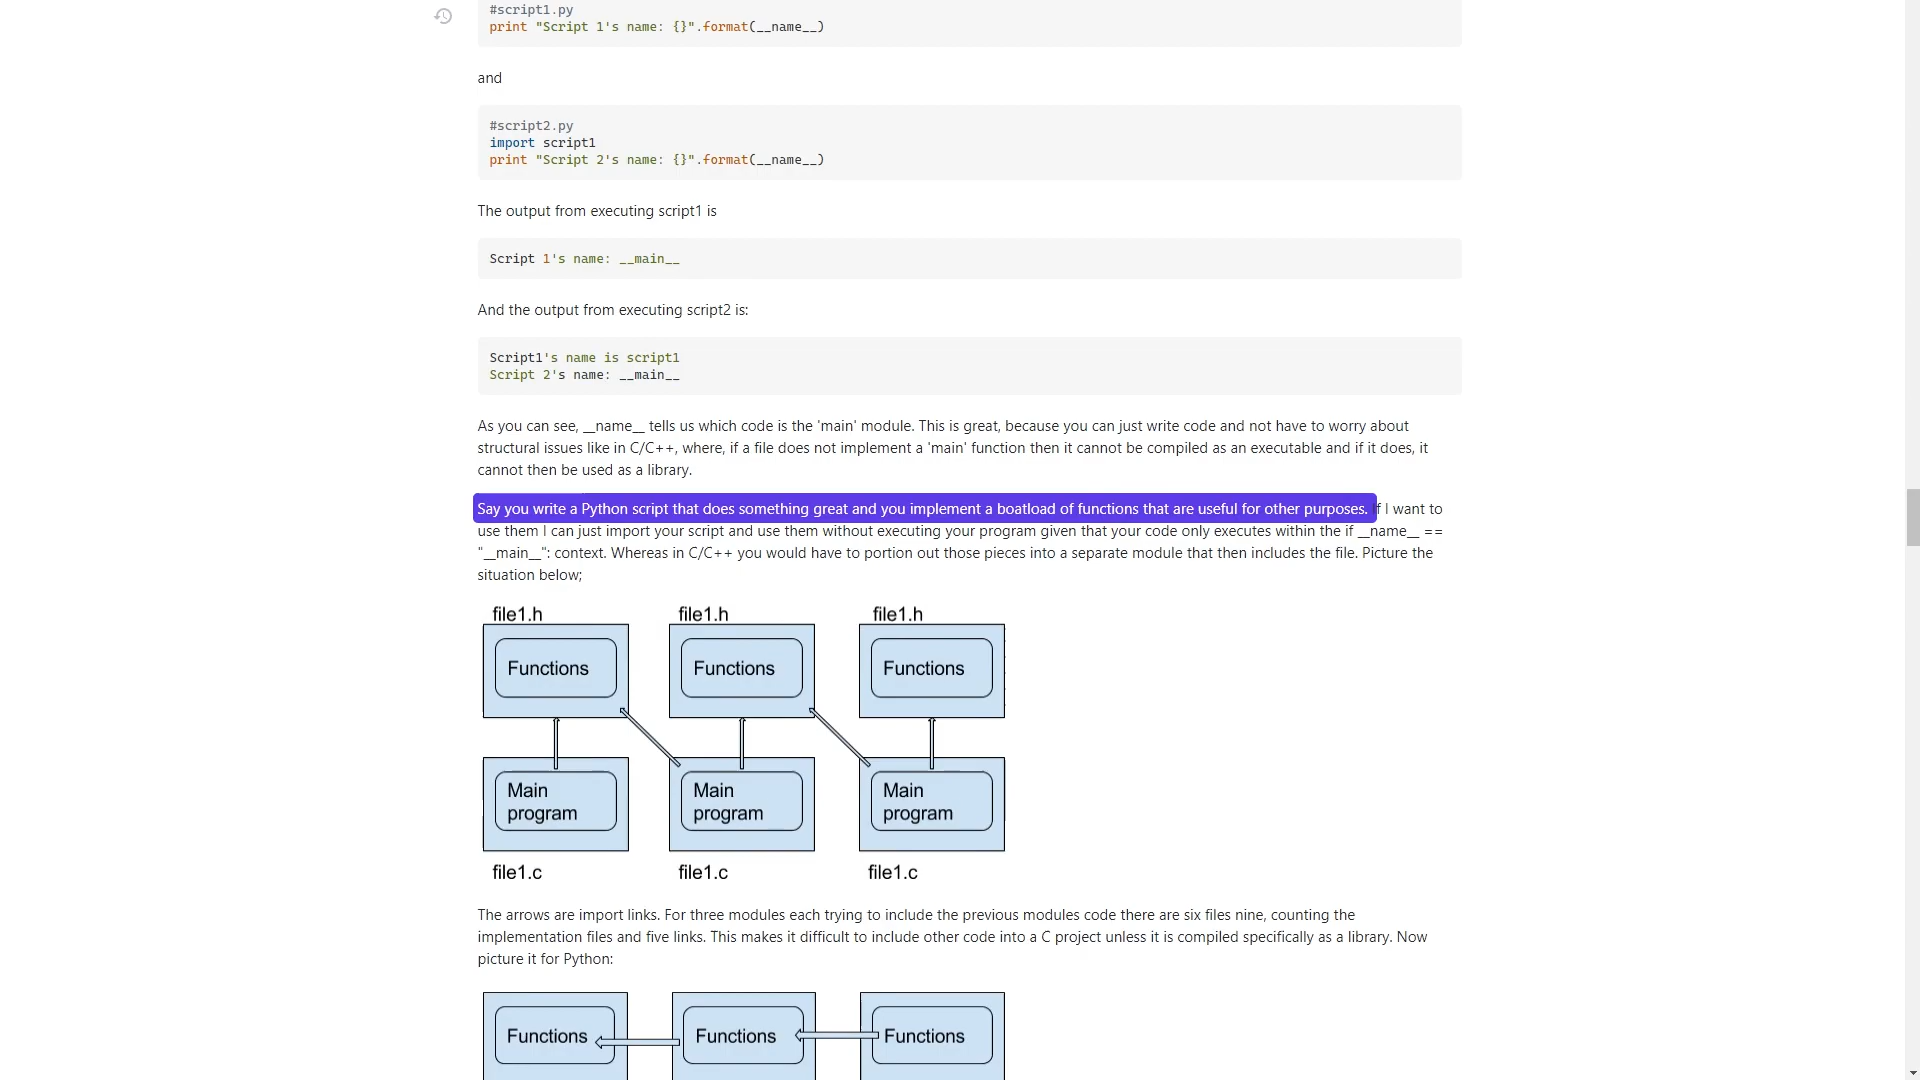 #script1.py
print "Script 1's name: {}".format(__name__)
and
#script2.py
import script1
print "Script 2's name: {}".format(__name__)
The output from executing script1 is
Script 1's name: __main__
And the output from executing script2 is:
Script1's name is script1
Script 2's name: __main__
As you can see, __name__ tells us which code is the 'main' module. This is great, because you can just write code and not have to worry about
structural issues like in C/C++, where, if a file does not implement a 'main' function then it cannot be compiled as an executable and if it does, it
cannot then be used as a library.
Say you write a Python script that does something great and you implement a boatload of functions that are useful for other purposes. If I want to
use them I can just import your script and use them without executing your program given that your code only executes within the if __name__ ==
"__main__": context. Whereas in C/C++ you would have to portion out those pieces into a separate module that then includes the file. Picture the
situation below;
file1.h file1.h file1.h
Functions Functions Functions
Main Main Main
program program program
file1.c file1.c file1.c
The arrows are import links. For three modules each trying to include the previous modules code there are six files nine, counting the
implementation files and five links. This makes it difficult to include other code into a C project unless it is compiled specifically as a library. Now
picture it for Python:
Functions Functions Functions